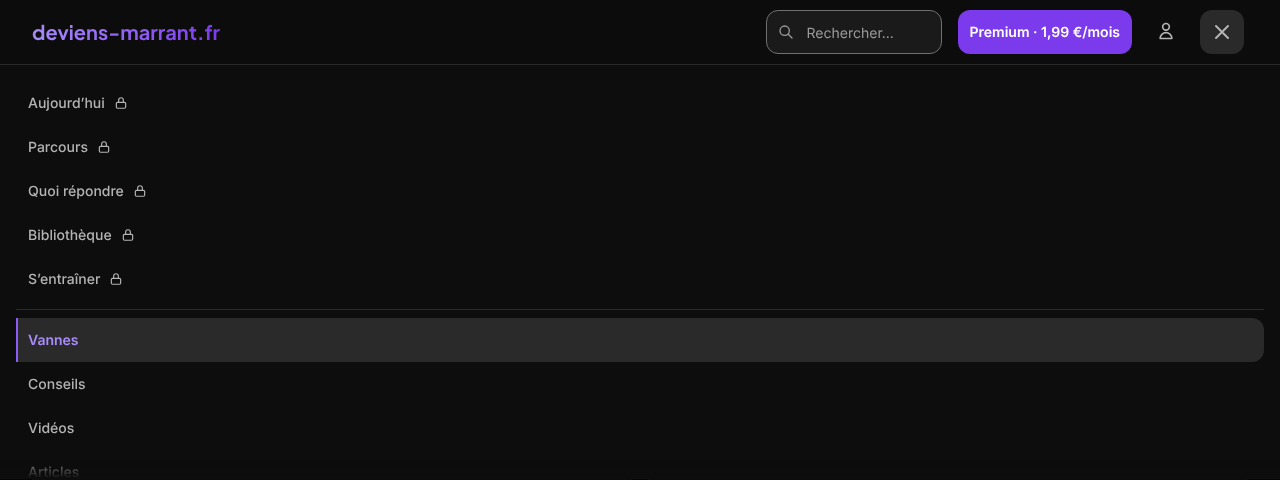 deviens-marrant.fr
Rechercher...
Premium · 1,99 €/mois
Aujourd’hui
Parcours
Quoi répondre
Bibliothèque
S’entraîner
Vannes
Conseils
Vidéos
Articles